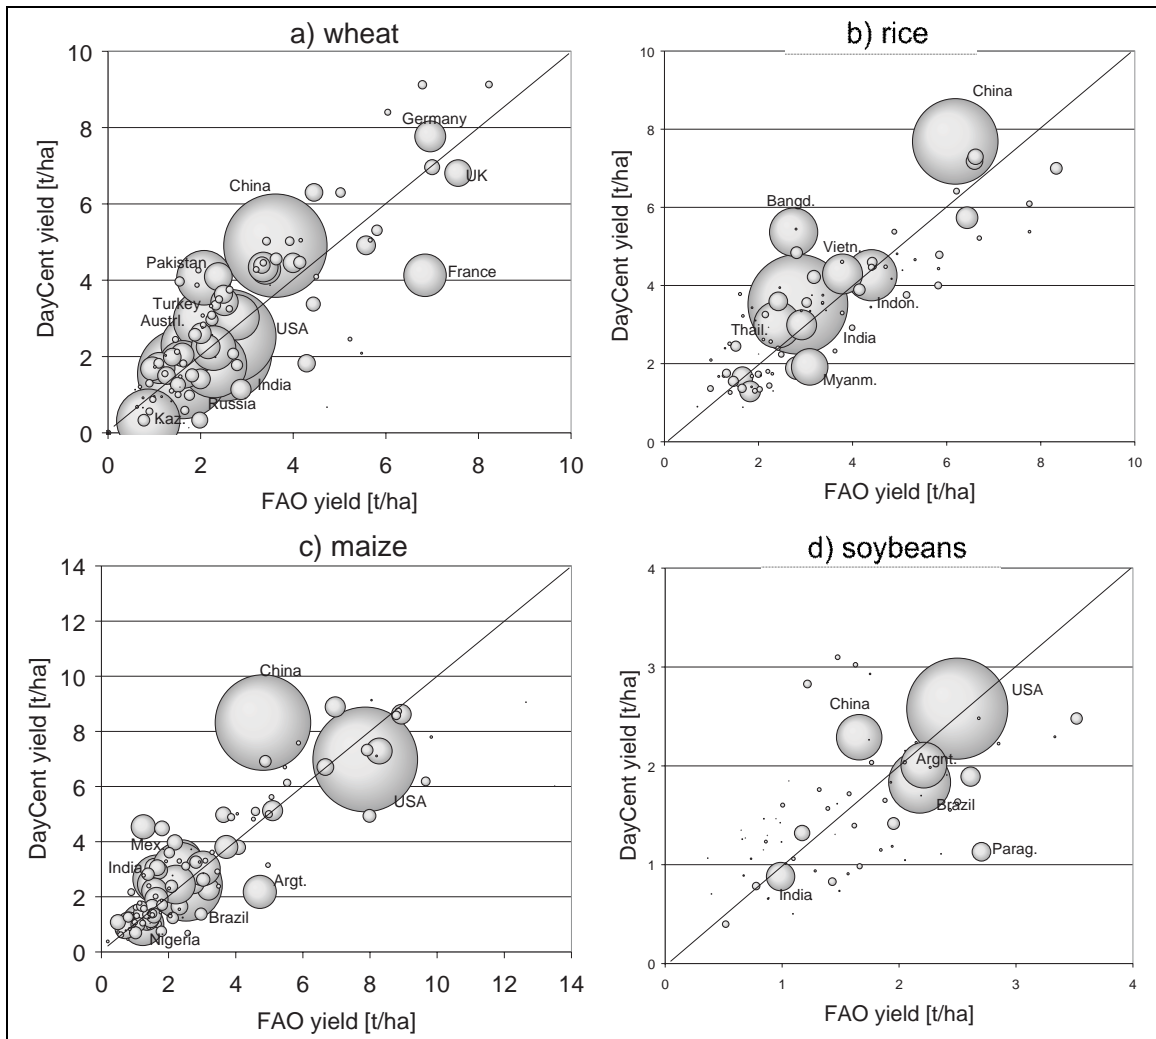 a) wheat
10
8
6
4
2
0
DayCent yield [t/ha]
Germany
UK
China
France
Pakistan
Turkey
Austrl.
USA
India
Russia
Kaz.
0 2 4 6 8 10
FAO yield [t/ha]
b) rice
10
8
6
4
2
0
DayCent yield [t/ha]
China
Bangd.
Vietn.
Indon.
Thail.
India
Myanm.
0 2 4 6 8 10
FAO yield [t/ha]
c) maize
14
12
10
8
6
4
2
0
DayCent yield [t/ha]
China
USA
Mex.
India
Argt.
Brazil
Nigeria
0 2 4 6 8 10 12 14
FAO yield [t/ha]
d) soybeans
4
3
2
1
0
DayCent yield [t/ha]
USA
China
Argnt.
Brazil
Parag.
India
0 1 2 3 4
FAO yield [t/ha]